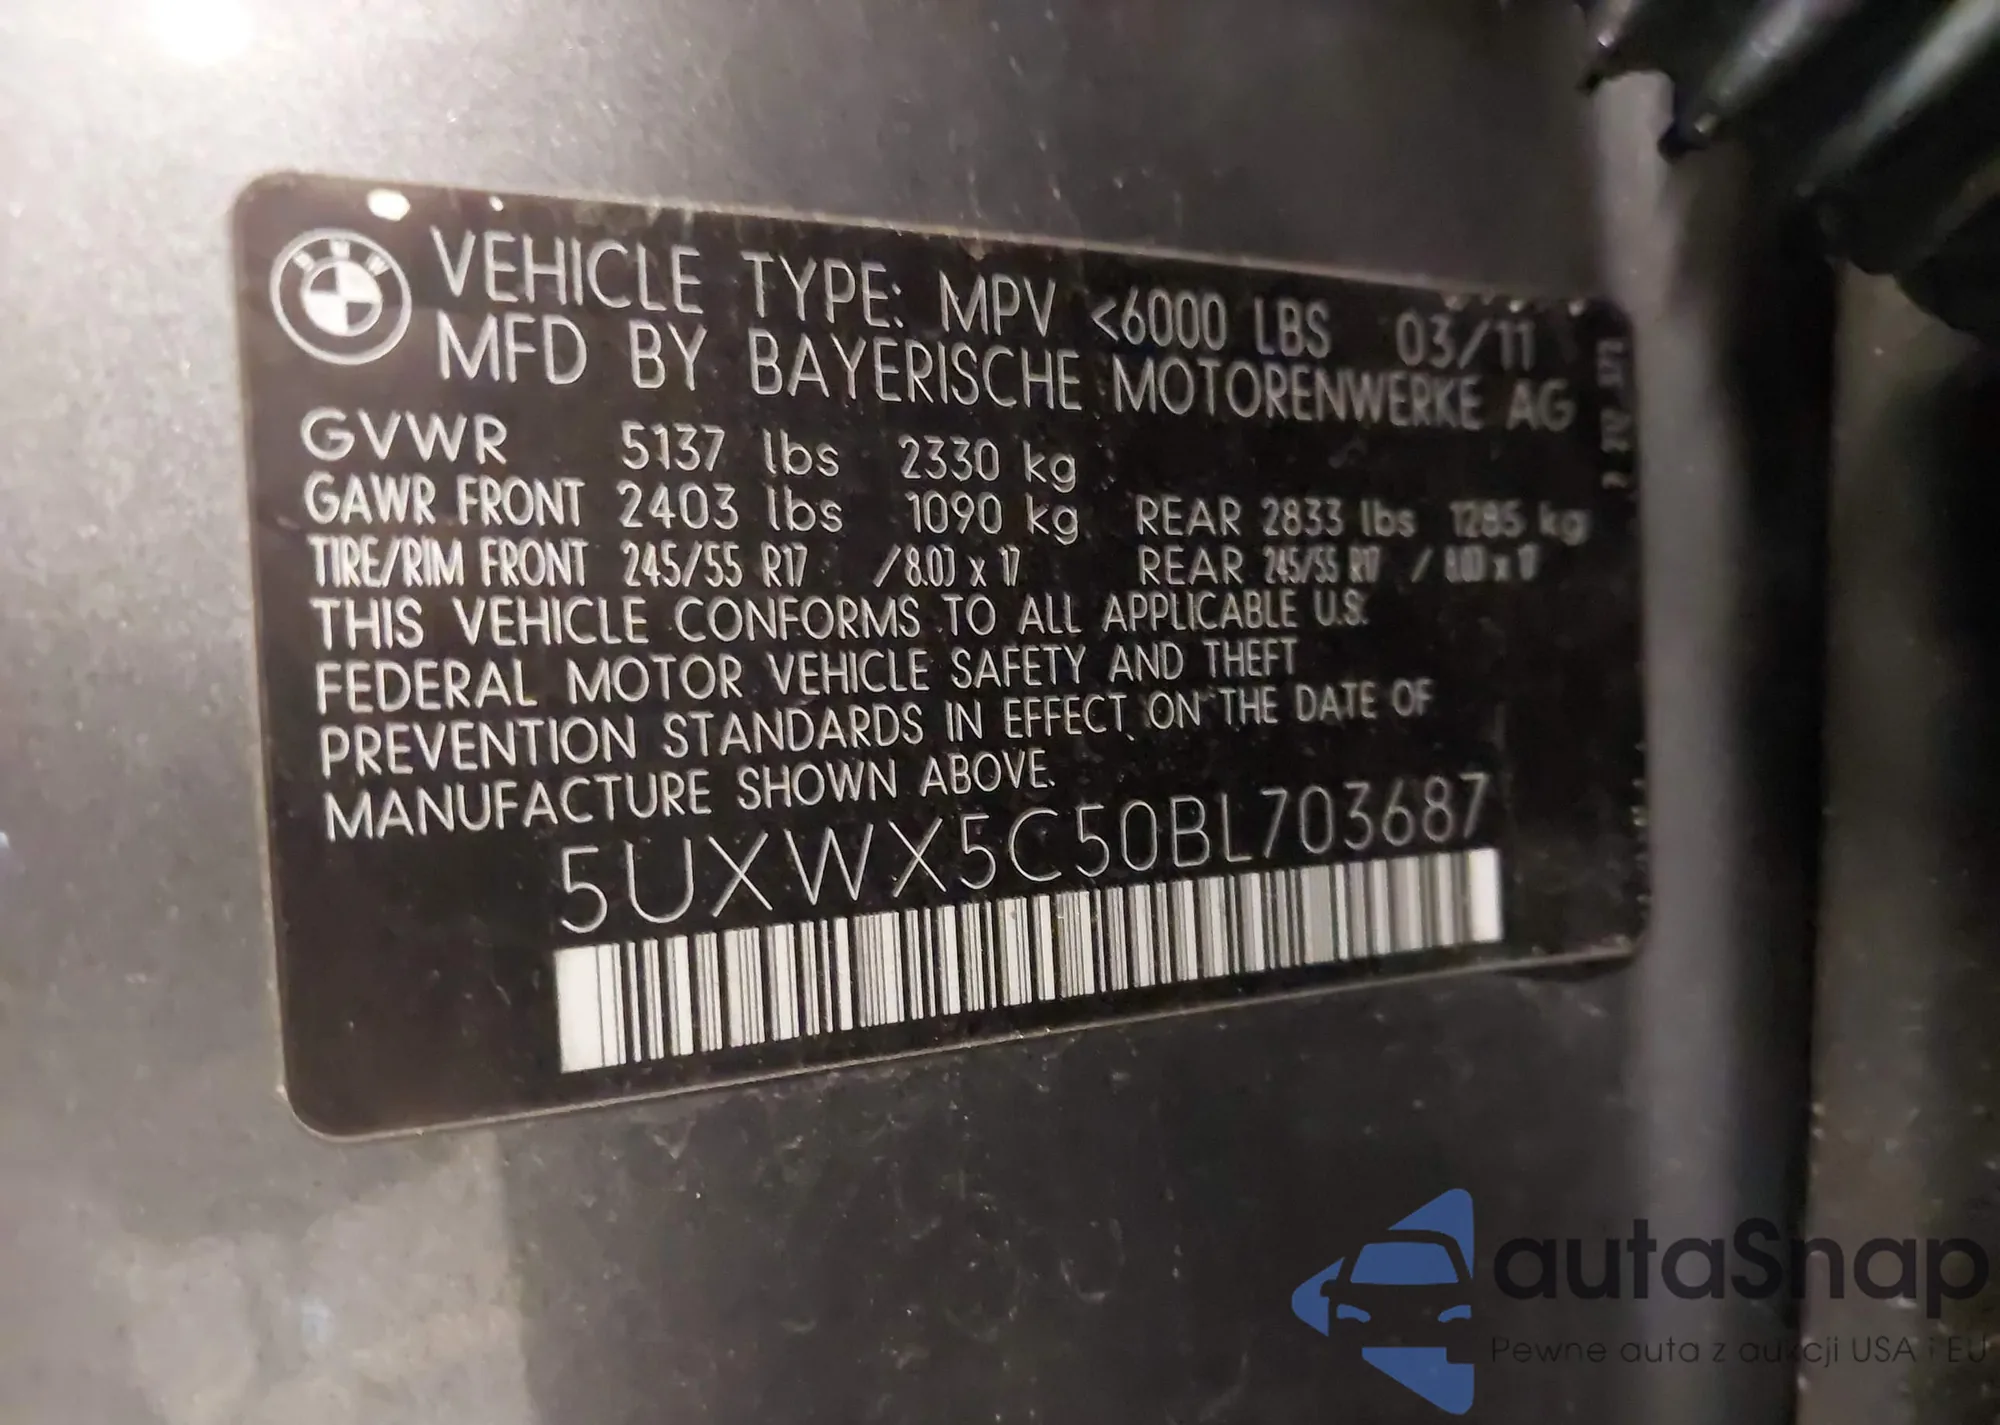 BMW
VEHICLE TYPE: MPV <6000 LBS 03/11
MFD BY BAYERISCHE MOTORENWERKE AG
GVWR 5137 lbs 2330 kg
GAWR FRONT 2403 lbs 1090 kg REAR 2833 lbs 1285 kg
TIRE/RIM FRONT 245/55 R17 /8.0J x 17 REAR 245/55 R17 / 8.0J x 17
THIS VEHICLE CONFORMS TO ALL APPLICABLE U.S.
FEDERAL MOTOR VEHICLE SAFETY AND THEFT
PREVENTION STANDARDS IN EFFECT ON THE DATE OF
MANUFACTURE SHOWN ABOVE.
5UXWX5C50BL703687
autaSnap
Pewne auta z aukcji USA i EU